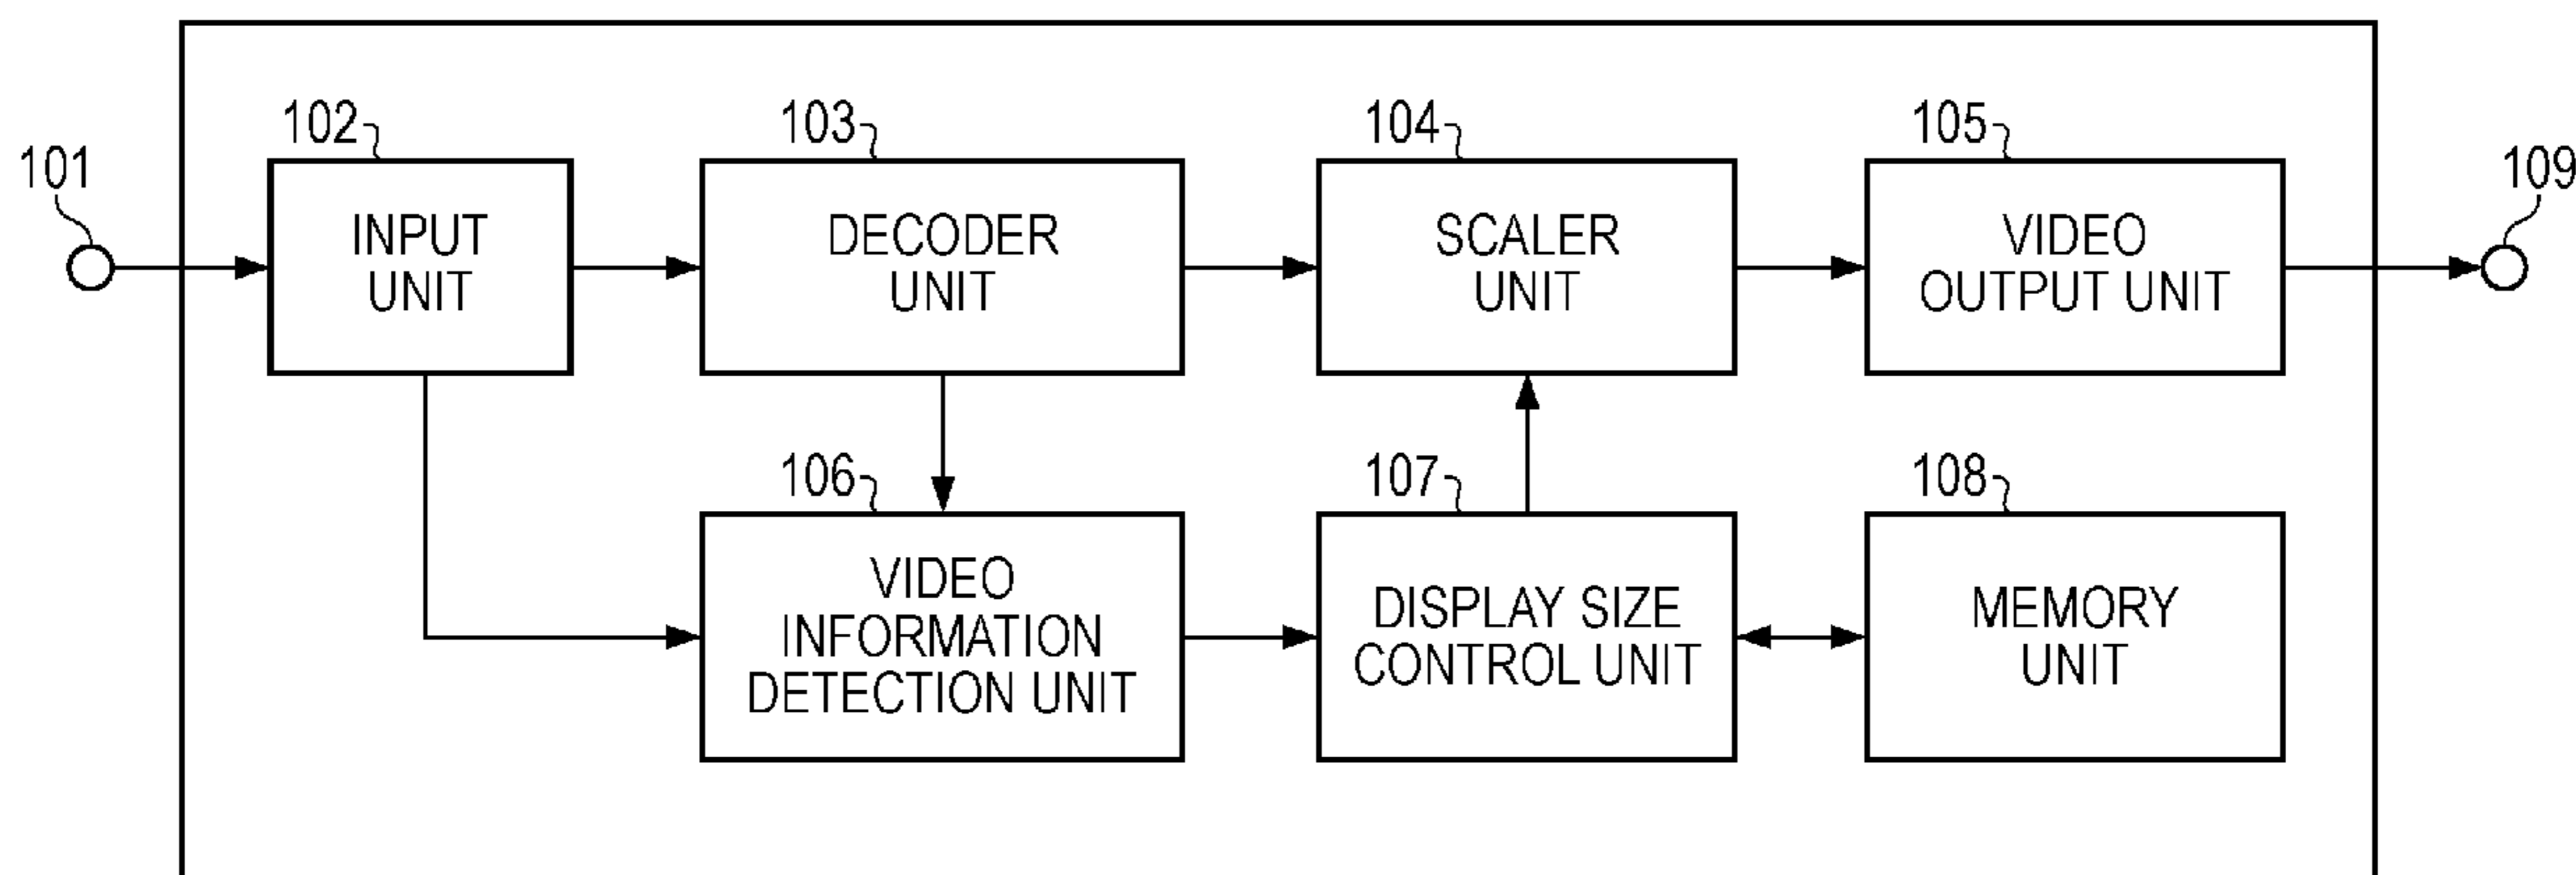 101
102
INPUT
UNIT
103
DECODER
UNIT
104
SCALER
UNIT
105
VIDEO
OUTPUT UNIT
109
106
VIDEO
INFORMATION
DETECTION UNIT
107
DISPLAY SIZE
CONTROL UNIT
108
MEMORY
UNIT